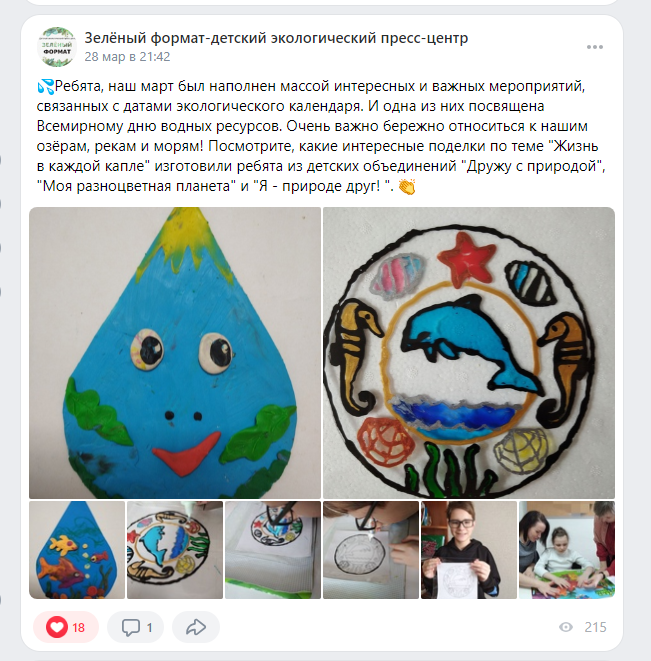 ЗЕЛЁНЫЙ
ФОРМАТ
Зелёный формат-детский экологический пресс-центр
28 мар в 21:42
💦Ребята, наш март был наполнен массой интересных и важных мероприятий,
связанных с датами экологического календаря. И одна из них посвящена
Всемирному дню водных ресурсов. Очень важно бережно относиться к нашим
озёрам, рекам и морям! Посмотрите, какие интересные поделки по теме "Жизнь
в каждой капле" изготовили ребята из детских объединений "Дружу с природой",
"Моя разноцветная планета" и "Я - природе друг! ". 👏
18
1
215